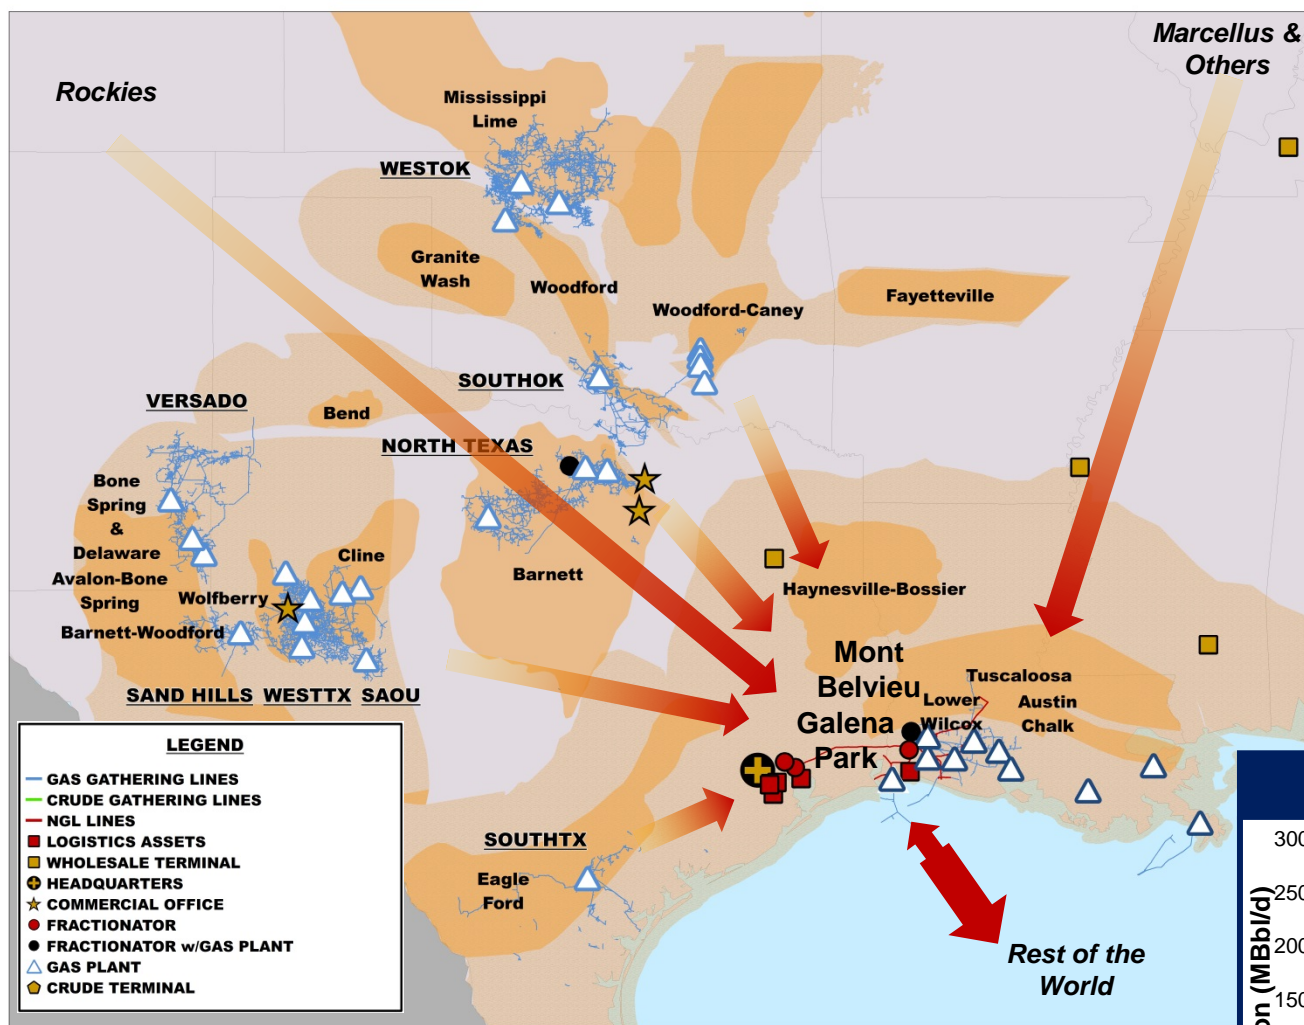 Marcellus &
Others
Rockies
Mississippi
Lime
WESTOK
Granite
Wash
Woodford
Woodford-Caney
Fayetteville
SOUTHOK
VERSADO
Bend
NORTH TEXAS
Bone
Spring
&
Delaware
Avalon-Bone
Spring
Cline
Wolfberry
Barnett-Woodford
Barnett
Haynesville-Bossier
SAND HILLS WESTTX SAOU
Mont
Belvieu
Galena
Park
Tuscaloosa
Lower
Wilcox
Austin
Chalk
LEGEND
GAS GATHERING LINES
CRUDE GATHERING LINES
NGL LINES
LOGISTICS ASSETS
WHOLESALE TERMINAL
HEADQUARTERS
COMMERCIAL OFFICE
FRACTIONATOR
FRACTIONATOR w/GAS PLANT
GAS PLANT
CRUDE TERMINAL
SOUTHTX
Eagle
Ford
Rest of the
World
on (MBbl/d)
300
250
200
150